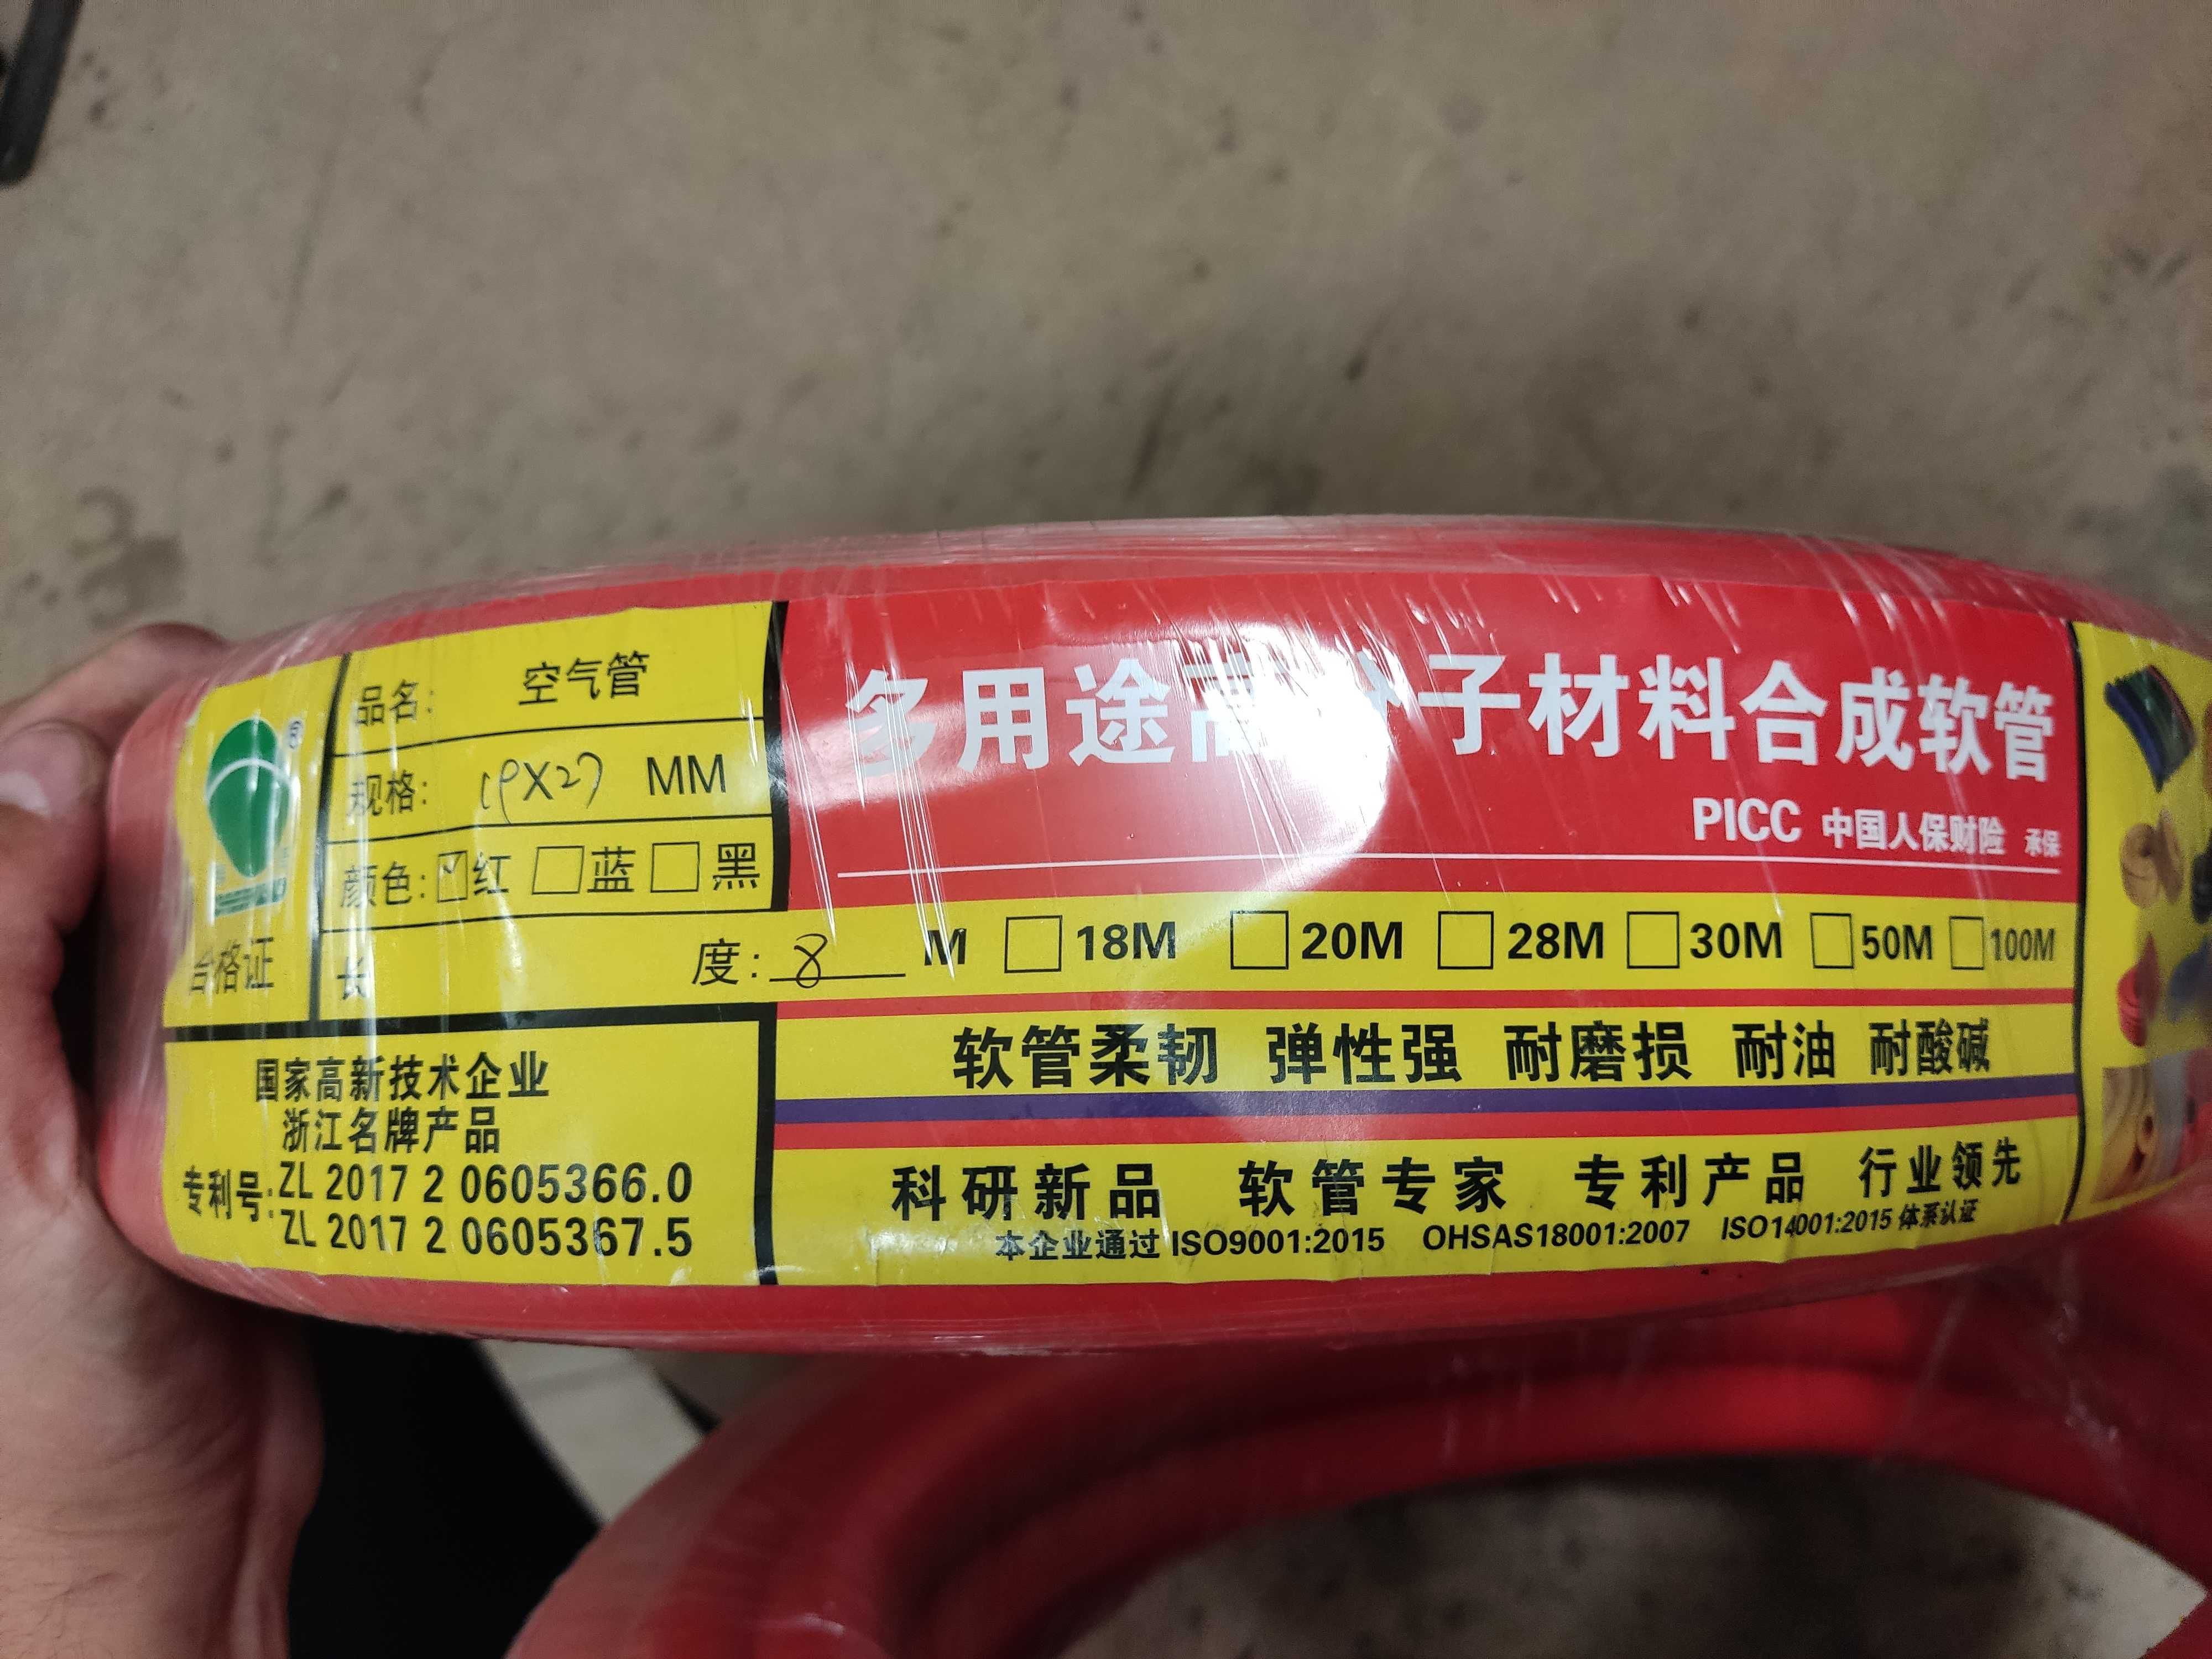 品名: 空气管
规格: 19X27 MM
颜色: 红 蓝 黑
长度: 8 M 18M 20M 28M 30M 50M 100M
合格证
®
国家高新技术企业
浙江名牌产品
专利号: ZL 2017 2 0605366.0
ZL 2017 2 0605367.5
多用途高分子材料合成软管
PICC 中国人保财险 承保
软管柔韧 弹性强 耐磨损 耐油 耐酸碱
科研新品 软管专家 专利产品 行业领先
本企业通过 ISO9001:2015 OHSAS18001:2007 ISO14001:2015 体系认证